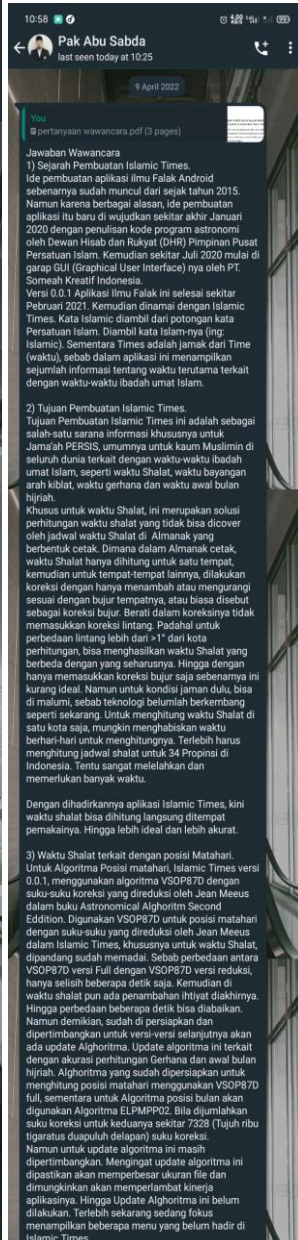 10:58
Pak Abu Sabda
last seen today at 10:25
9 April 2022
You
pertanyaan wawancara.pdf (3 pages)
Jawaban Wawancara
1) Sejarah Pembuatan Islamic Times.
Ide pembuatan aplikasi ilmu Falak Android
sebenarnya sudah muncul dari sejak tahun 2015.
Namun karena berbagai alasan, ide pembuatan
aplikasi itu baru di wujudkan sekitar akhir Januari
2020 dengan penulisan kode program astronomi
oleh Dewan Hisab dan Rukyat (DHR) Pimpinan Pusat
Persatuan Islam. Kemudian sekitar Juli 2020 mulai di
garap GUI (Graphical User Interface) nya oleh PT.
Someah Kreatif Indonesia.
Versi 0.0.1 Aplikasi Ilmu Falak ini selesai sekitar
Pebruari 2021. Kemudian dinamai dengan Islamic
Times. Kata Islamic diambil dari potongan kata
Persatuan Islam. Diambil kata Islam-nya (ing:
Islamic). Sementara Times adalah jamak dari Time
(waktu), sebab dalam aplikasi ini menampilkan
sejumlah informasi tentang waktu terutama terkait
dengan waktu-waktu ibadah umat Islam.
2) Tujuan Pembuatan Islamic Times.
Tujuan Pembuatan Islamic Times ini adalah sebagai
salah-satu sarana informasi khususnya untuk
Jama'ah PERSIS, umumnya untuk kaum Muslimin di
seluruh dunia terkait dengan waktu-waktu ibadah
umat Islam, seperti waktu Shalat, waktu bayangan
arah kiblat, waktu gerhana dan waktu awal bulan
hijriah.
Khusus untuk waktu Shalat, ini merupakan solusi
perhitungan waktu shalat yang tidak bisa dicover
oleh jadwal waktu Shalat di Almanak yang
berbentuk cetak. Dimana dalam Almanak cetak,
waktu Shalat hanya dihitung untuk satu tempat,
kemudian untuk tempat-tempat lainnya, dilakukan
koreksi dengan hanya menambah atau mengurangi
sesuai dengan bujur tempatnya, atau biasa disebut
sebagai koreksi bujur. Berati dalam koreksinya tidak
memasukkan koreksi lintang. Padahal untuk
perbedaan lintang lebih dari >1° dari kota
perhitungan, bisa menghasilkan waktu Shalat yang
berbeda dengan yang seharusnya. Hingga dengan
hanya memasukkan koreksi bujur saja sebenarnya ini
kurang ideal. Namun untuk kondisi jaman dulu, bisa
di malumi, sebab teknologi belumlah berkembang
seperti sekarang. Untuk menghitung waktu Shalat di
satu kota saja, mungkin menghabiskan waktu
berhari-hari untuk menghitungnya. Terlebih harus
menghitung jadwal shalat untuk 34 Propinsi di
Indonesia. Tentu sangat melelahkan dan
memerlukan banyak waktu.
Dengan dihadirkannya aplikasi Islamic Times, kini
waktu shalat bisa dihitung langsung ditempat
pemakainya. Hingga lebih ideal dan lebih akurat.
3) Waktu Shalat terkait dengan posisi Matahari.
Untuk Algoritma Posisi matahari, Islamic Times versi
0.0.1, menggunakan algoritma VSOP87D dengan
suku-suku koreksi yang direduksi oleh Jean Meeus
dalam buku Astronomical Alghoritm Second
Eddition. Digunakan VSOP87D untuk posisi matahari
dengan suku-suku yang direduksi oleh Jean Meeus
dalam Islamic Times, khususnya untuk waktu Shalat,
dipandang sudah memadai. Sebab perbedaan antara
VSOP87D versi Full dengan VSOP87D versi reduksi,
hanya selisih beberapa detik saja. Kemudian di
waktu shalat pun ada penambahan ihtiyat diakhirnya.
Hingga perbedaan beberapa detik bisa diabaikan.
Namun demikian, sudah di persiapkan dan
dipertimbangkan untuk versi-versi selanjutnya akan
ada update Alghoritma. Update algoritma ini terkait
dengan akurasi perhitungan Gerhana dan awal bulan
hijriah. Alghoritma yang sudah dipersiapkan untuk
menghitung posisi matahari menggunakan VSOP87D
full, sementara untuk Algoritma posisi bulan akan
digunakan Algoritma ELPMPP02. Bila dijumlahkan
suku koreksi untuk keduanya sekitar 7328 (Tujuh ribu
tigaratus duapuluh delapan) suku koreksi.
Namun untuk update algoritma ini masih
dipertimbangkan. Mengingat update algoritma ini
dipastikan akan memperbesar ukuran file dan
dimungkinkan akan memperlambat kinerja
aplikasinya. Hingga Update Alghoritma ini belum
dilakukan. Terlebih sekarang sedang fokus
menampilkan beberapa menu yang belum hadir di
Islamic Times.